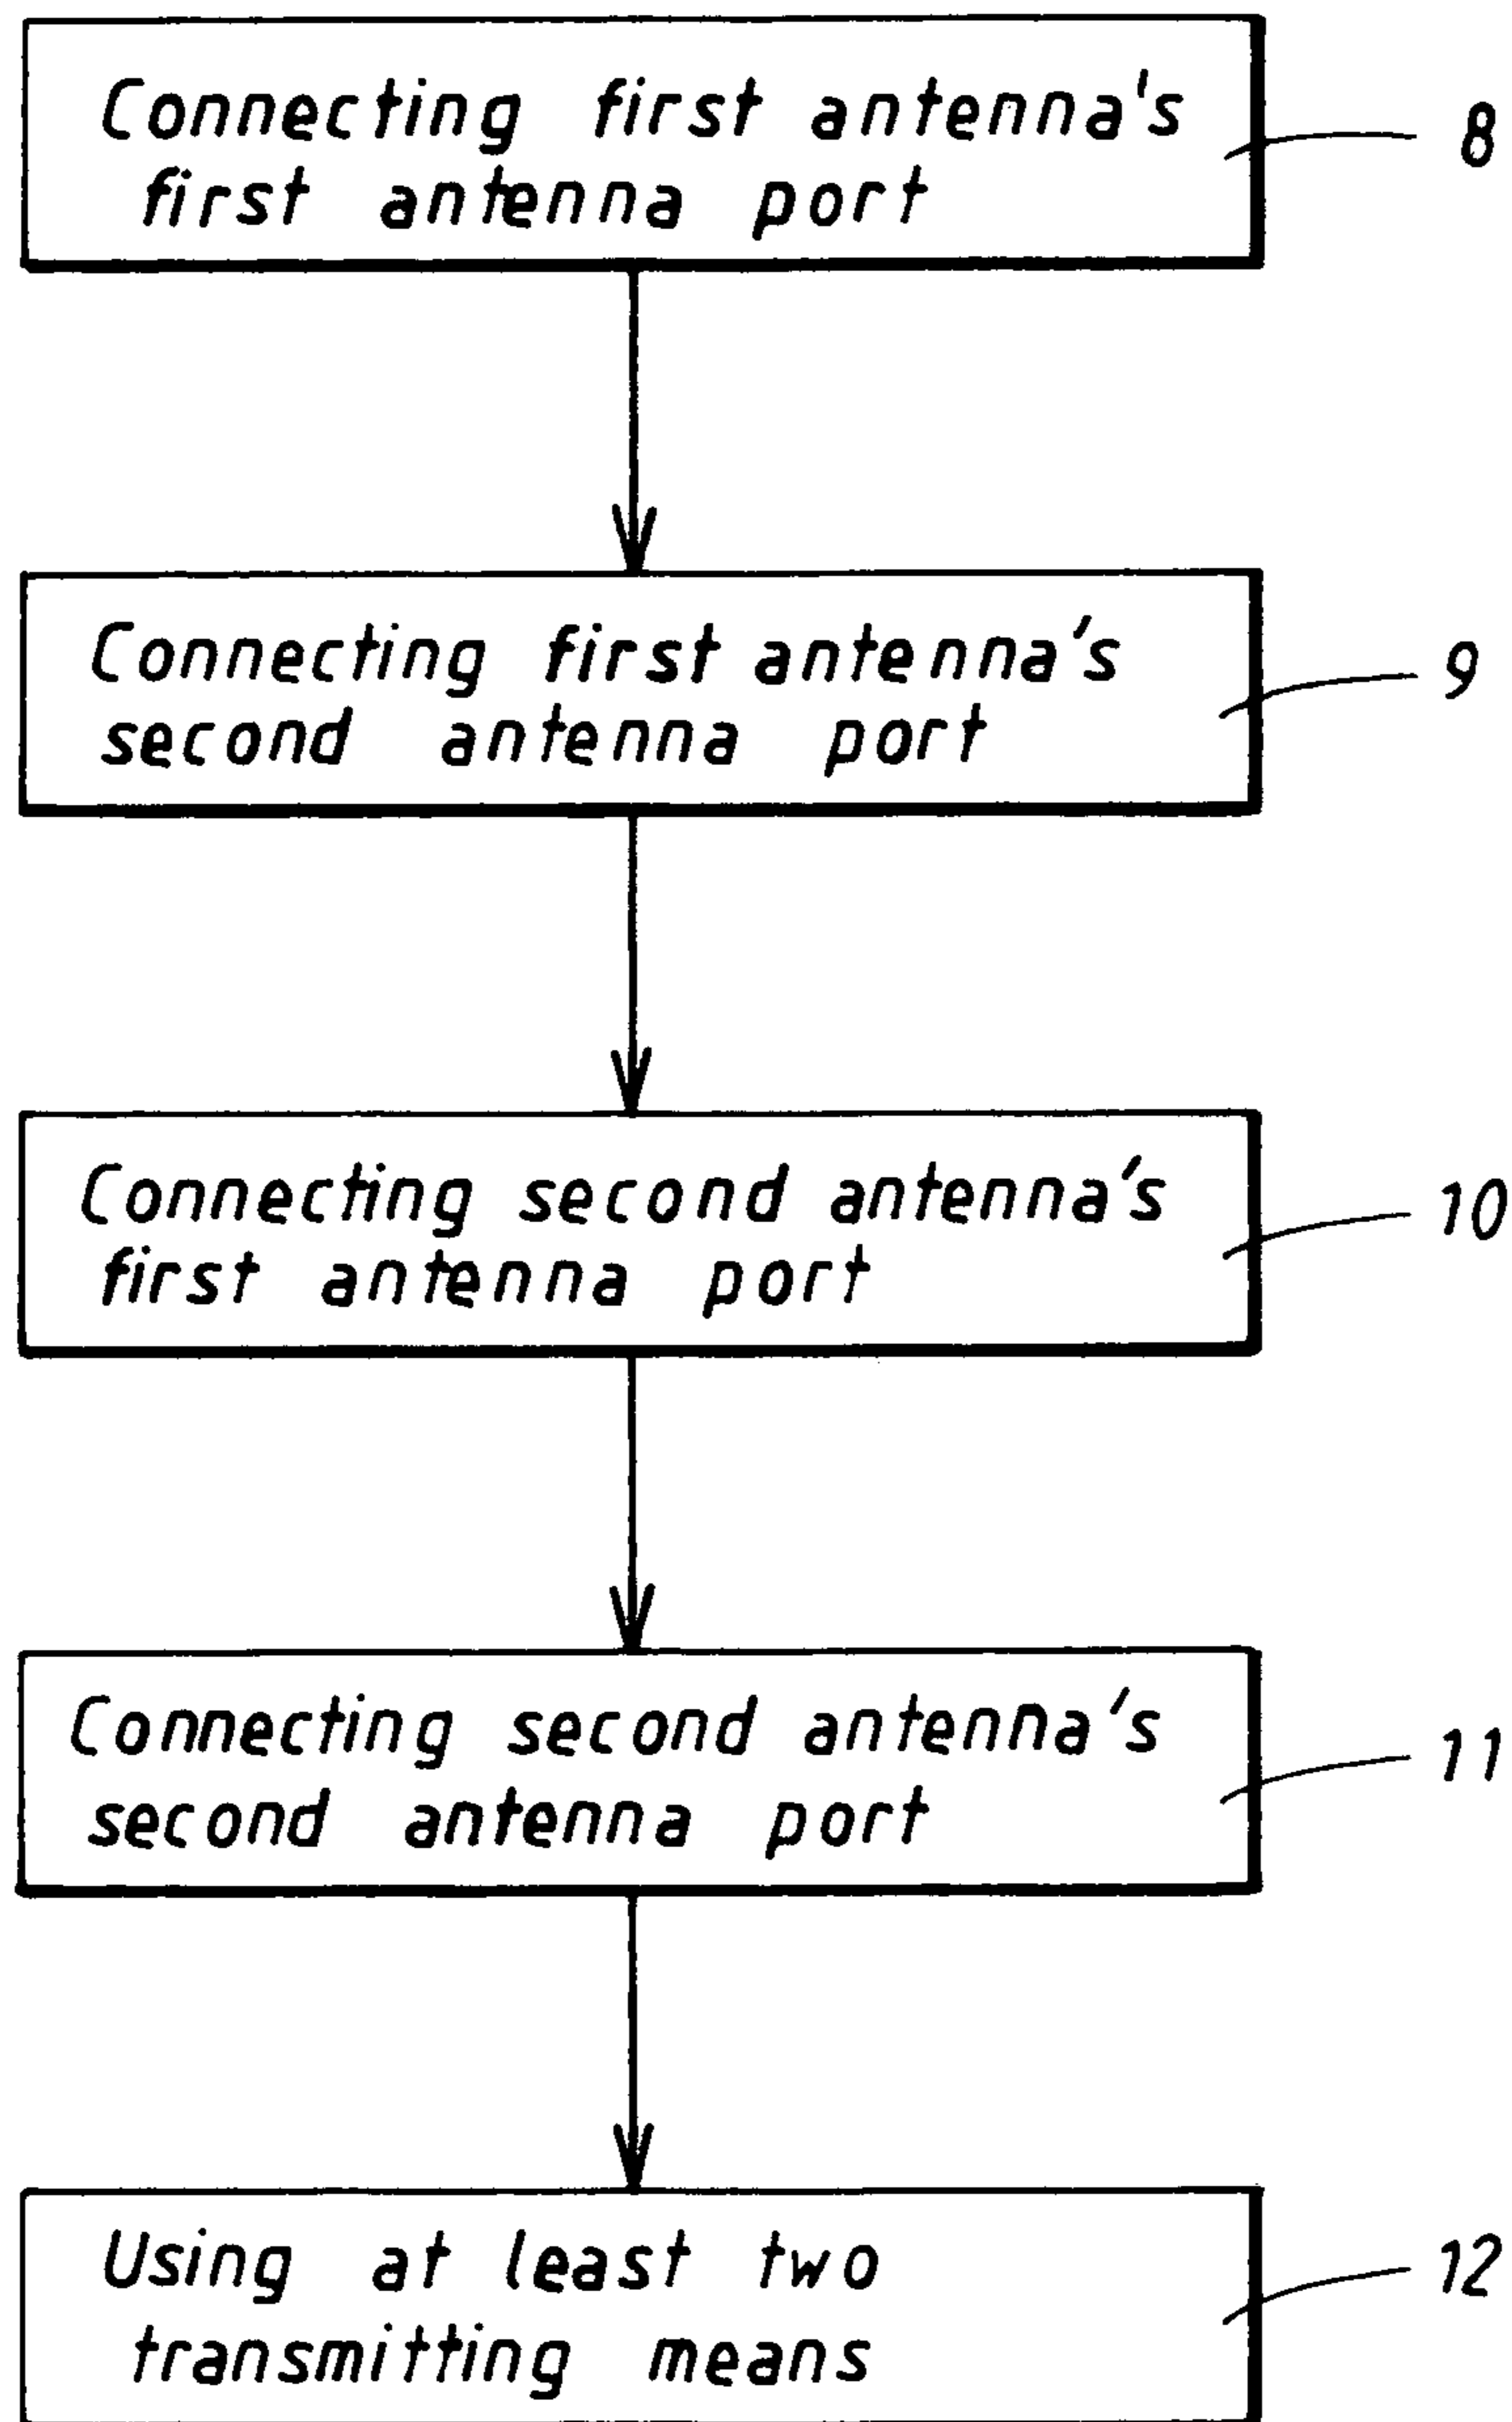 Connecting first antenna's
first antenna port
8
Connecting first antenna's
second antenna port
9
Connecting second antenna's
first antenna port
10
Connecting second antenna's
second antenna port
11
Using at least two
transmitting means
12